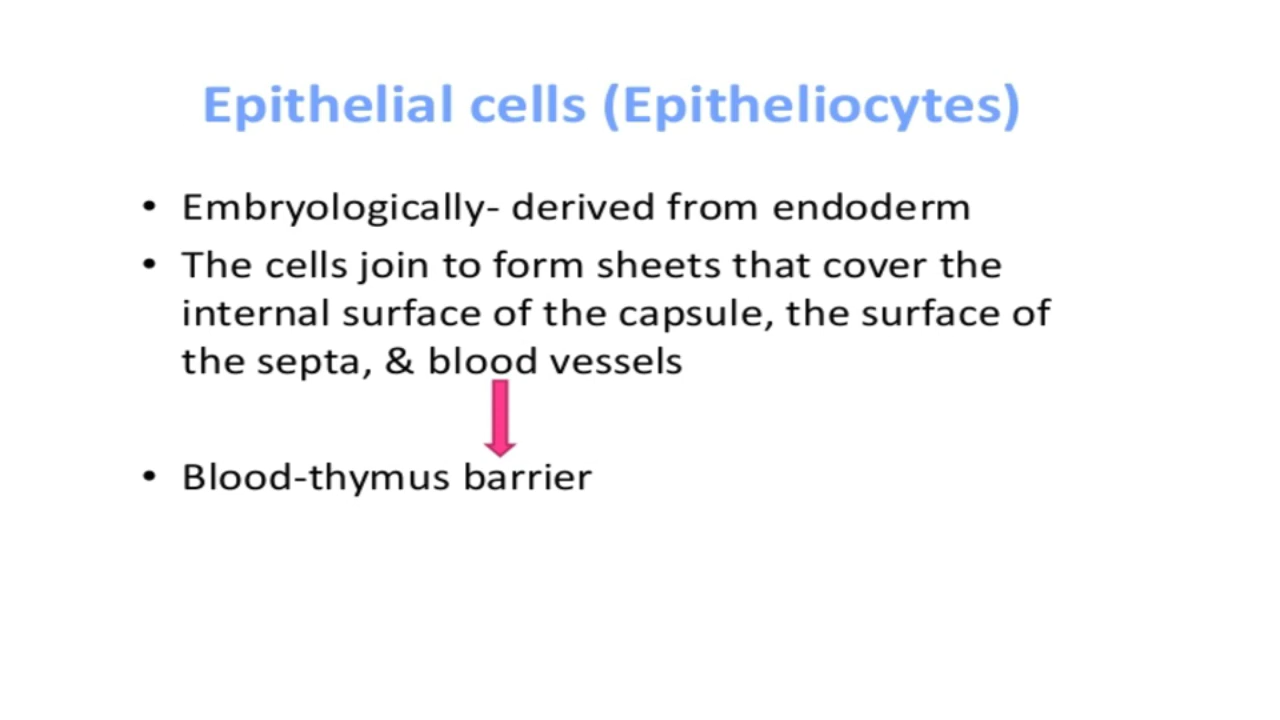 Epithelial cells (Epitheliocytes)
• Embryologically- derived from endoderm
• The cells join to form sheets that cover the
internal surface of the capsule, the surface of
the septa, & blood vessels
• Blood-thymus barrier